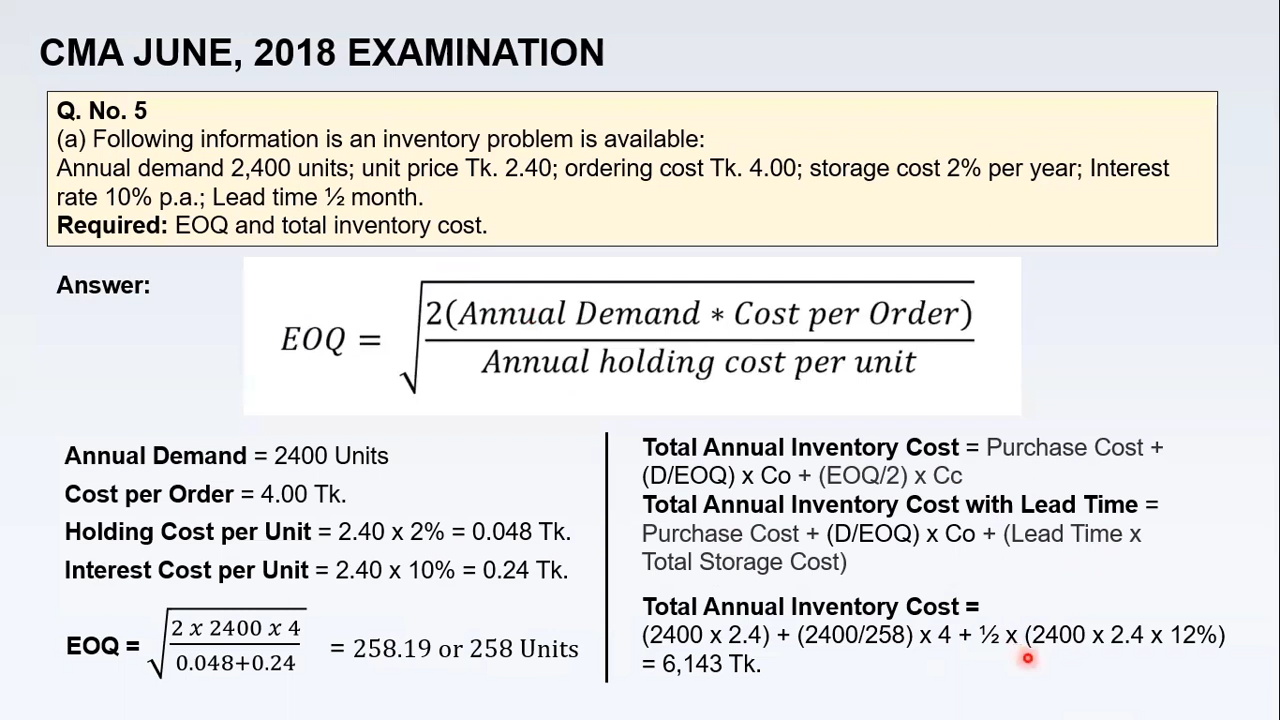 CMA JUNE, 2018 EXAMINATION
Q. No. 5
(a) Following information is an inventory problem is available:
Annual demand 2,400 units; unit price Tk. 2.40; ordering cost Tk. 4.00; storage cost 2% per year; Interest
rate 10% p.a.; Lead time ½ month.
Required: EOQ and total inventory cost.
Answer:
EOQ = √(2(Annual Demand ∗ Cost per Order) / Annual holding cost per unit)
Annual Demand = 2400 Units
Cost per Order = 4.00 Tk.
Holding Cost per Unit = 2.40 x 2% = 0.048 Tk.
Interest Cost per Unit = 2.40 x 10% = 0.24 Tk.
EOQ = √(2 x 2400 x 4 / 0.048+0.24) = 258.19 or 258 Units
Total Annual Inventory Cost = Purchase Cost +
(D/EOQ) x Co + (EOQ/2) x Cc
Total Annual Inventory Cost with Lead Time =
Purchase Cost + (D/EOQ) x Co + (Lead Time x
Total Storage Cost)
Total Annual Inventory Cost =
(2400 x 2.4) + (2400/258) x 4 + ½ x (2400 x 2.4 x 12%)
= 6,143 Tk.